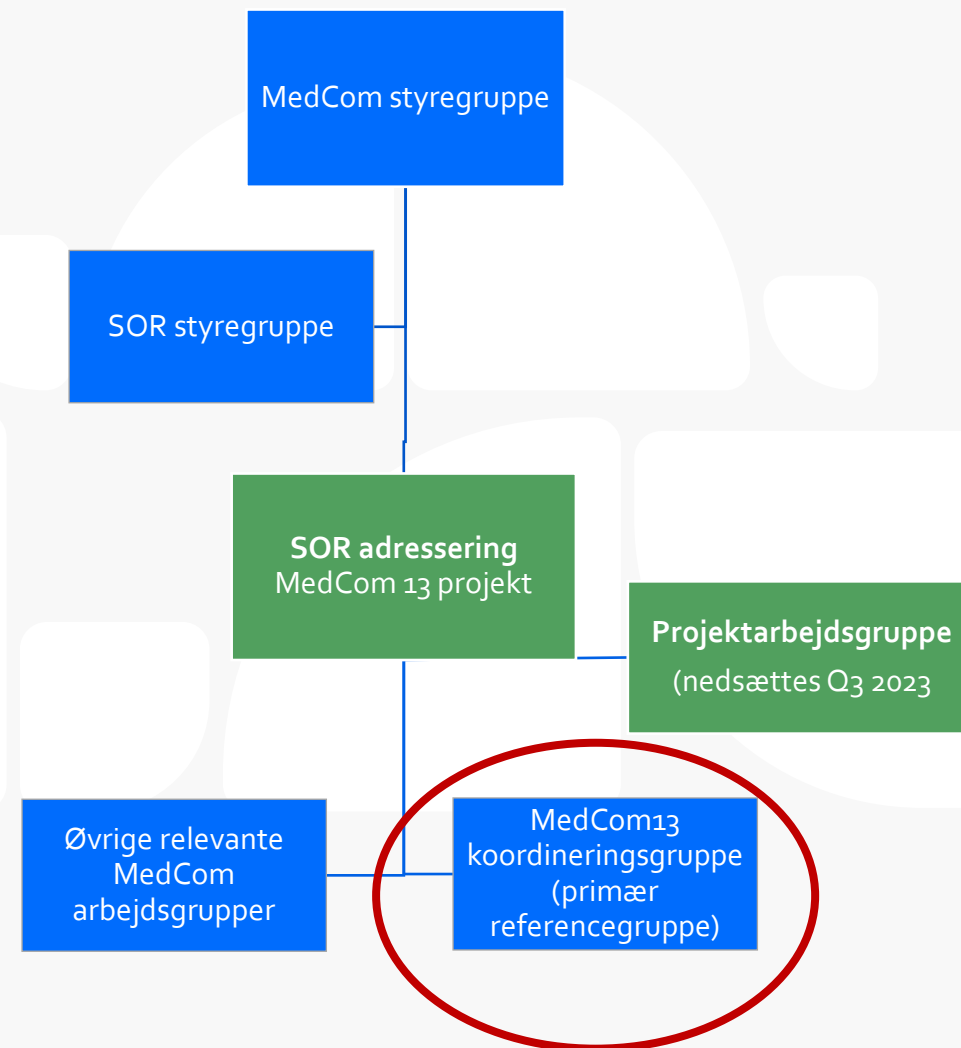 MedCom styregruppe
SOR styregruppe
SOR adressering
MedCom 13 projekt
Projektarbejdsgruppe
(nedsættes Q3 2023
Øvrige relevante
MedCom
arbejdsgrupper
MedCom13
koordineringsgruppe
(primær
referencegruppe)